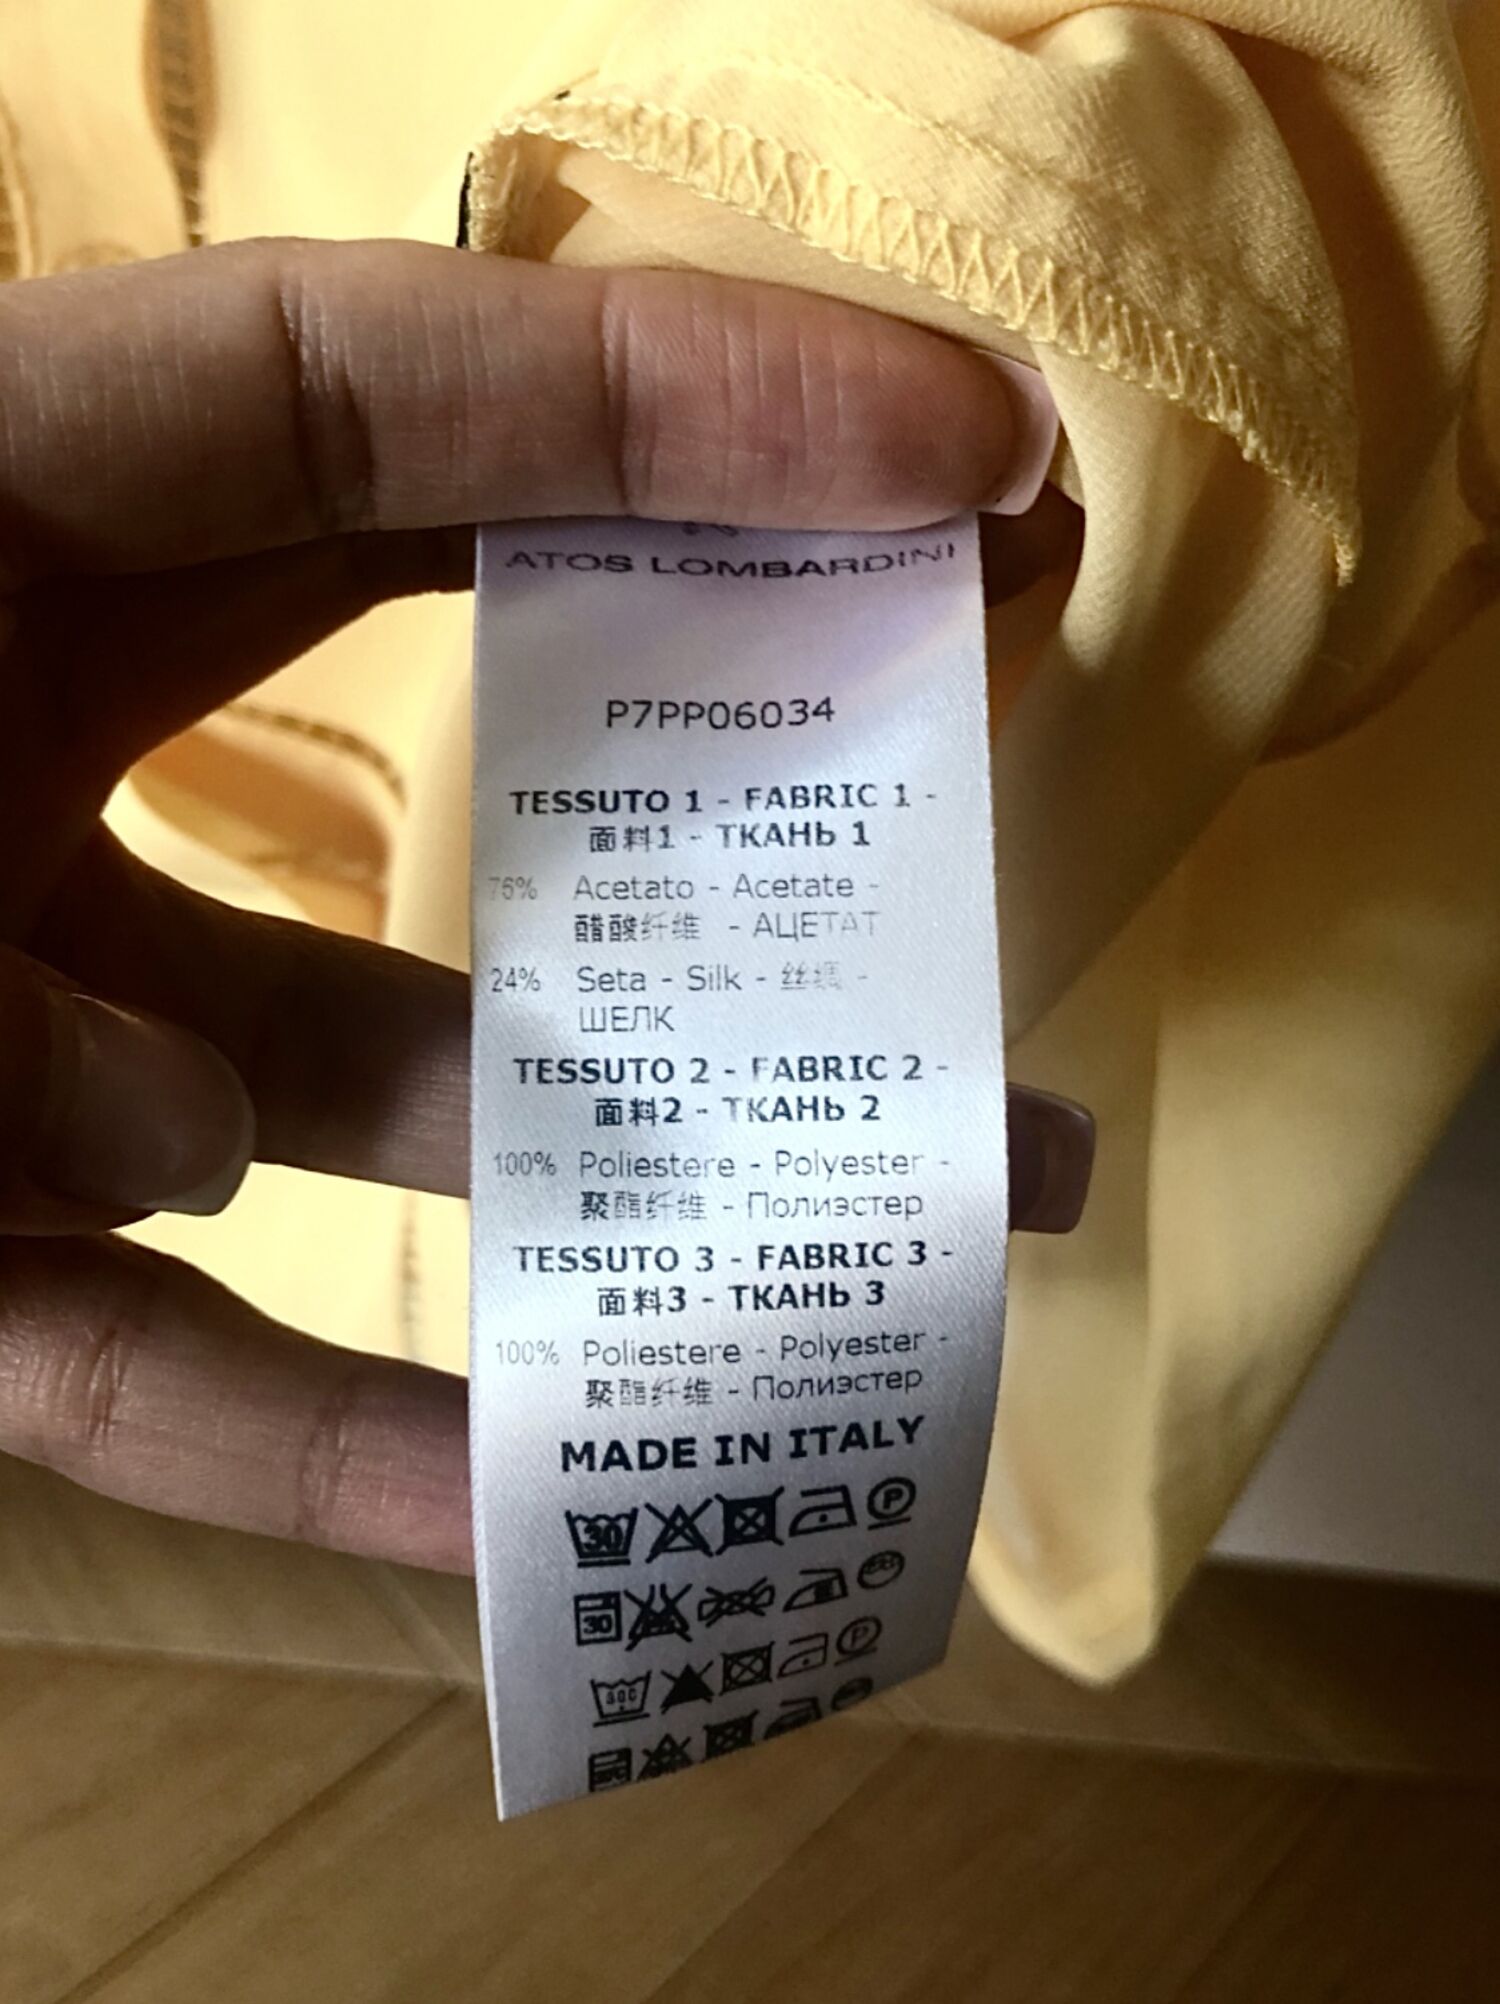 ATOS LOMBARDINI
P7PP06034
TESSUTO 1 - FABRIC 1 -
面料1 - ТКАНЬ 1
76% Acetato - Acetate -
醋酸纤维 - АЦЕТАТ
24% Seta - Silk - 丝绸 -
ШЕЛК
TESSUTO 2 - FABRIC 2 -
面料2 - ТКАНЬ 2
100% Poliestere - Polyester -
聚酯纤维 - Полиэстер
TESSUTO 3 - FABRIC 3 -
面料3 - ТКАНЬ 3
100% Poliestere - Polyester -
聚酯纤维 - Полиэстер
MADE IN ITALY
30 P
30
P